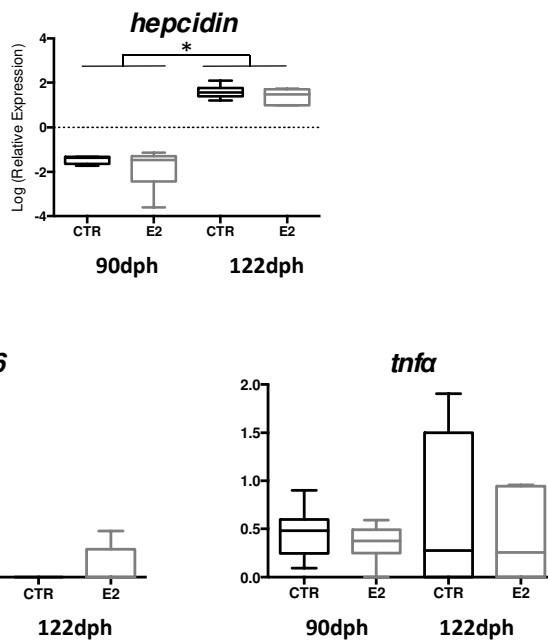 hepcidin
*
4
2
0
-2
-4
Log (Relative Expression)
CTR E2 CTR E2
90dph 122dph
6
CTR E2
122dph
tnfα
2.0
1.5
1.0
0.5
0.0
CTR E2 CTR E2
90dph 122dph